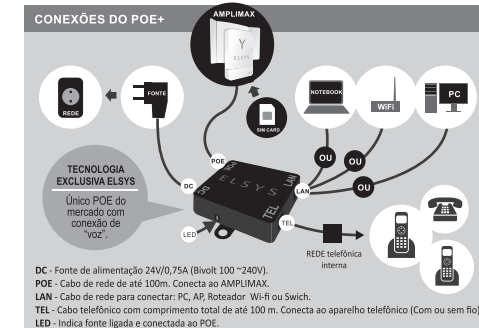 CONEXÕES DO POE+
AMPLIMAX
REDE
FONTE
SIM CARD
NOTEBOOK
WiFi
PC
OU
OU
OU
TECNOLOGIA
EXCLUSIVA ELSYS
Único POE do
mercado com
conexão de
“voz”.
POE
POE
DC
DC
ELSYS
LAN
LAN
TEL
TEL
LED
REDE telefônica
interna
DC - Fonte de alimentação 24V/0,75A (Bivolt 100 ~240V).
POE - Cabo de rede de até 100m. Conecta ao AMPLIMAX.
LAN - Cabo de rede para conectar: PC, AP, Roteador Wi-fi ou Swich.
TEL - Cabo telefônico com comprimento total de até 100 m. Conecta ao aparelho telefônico (Com ou sem fio)
LED - Indica fonte ligada e conectada ao POE.